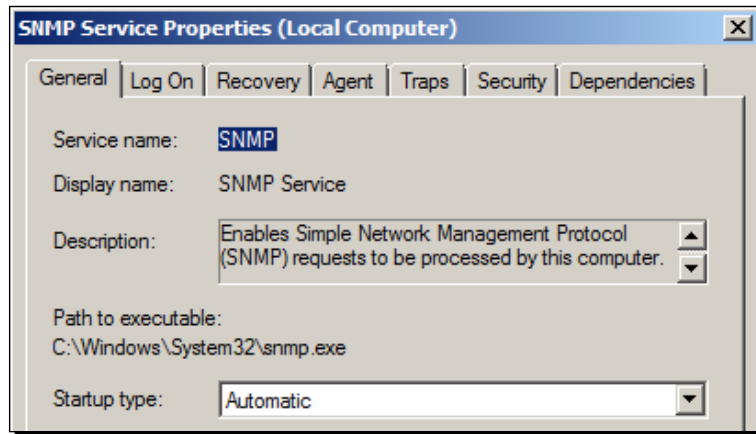 SNMP Service Properties (Local Computer)
General Log On Recovery Agent Traps Security Dependencies
Service name: SNMP
Display name: SNMP Service
Description: Enables Simple Network Management Protocol
(SNMP) requests to be processed by this computer.
Path to executable:
C:\Windows\System32\snmp.exe
Startup type: Automatic